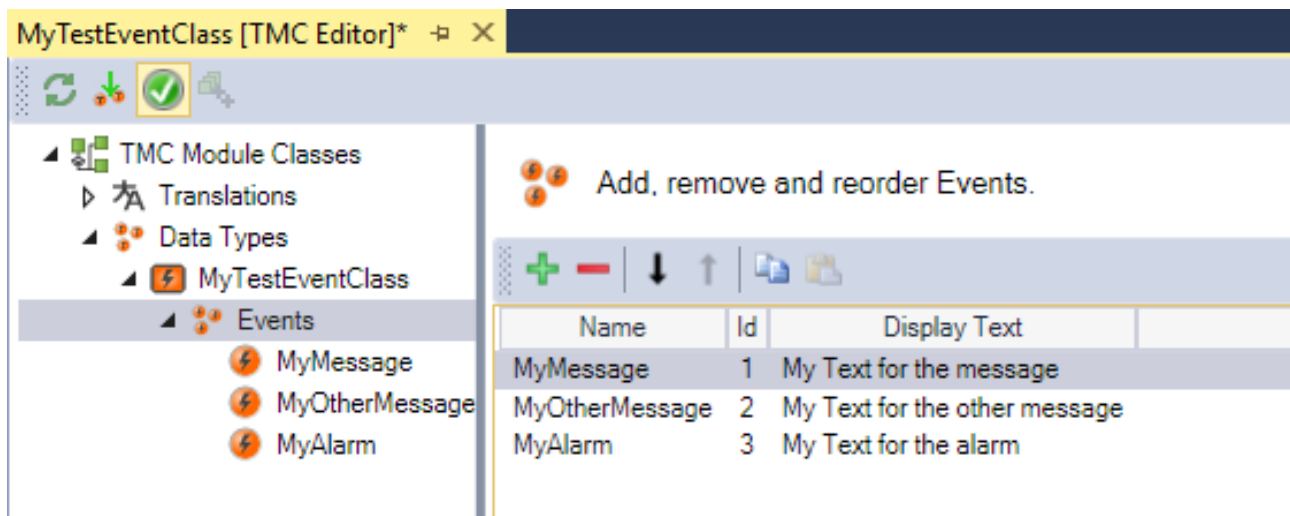 MyTestEventClass [TMC Editor]*
TMC Module Classes
Translations
Data Types
MyTestEventClass
Events
MyMessage
MyOtherMessage
MyAlarm
Add, remove and reorder Events.
Name Id Display Text
MyMessage 1 My Text for the message
MyOtherMessage 2 My Text for the other message
MyAlarm 3 My Text for the alarm